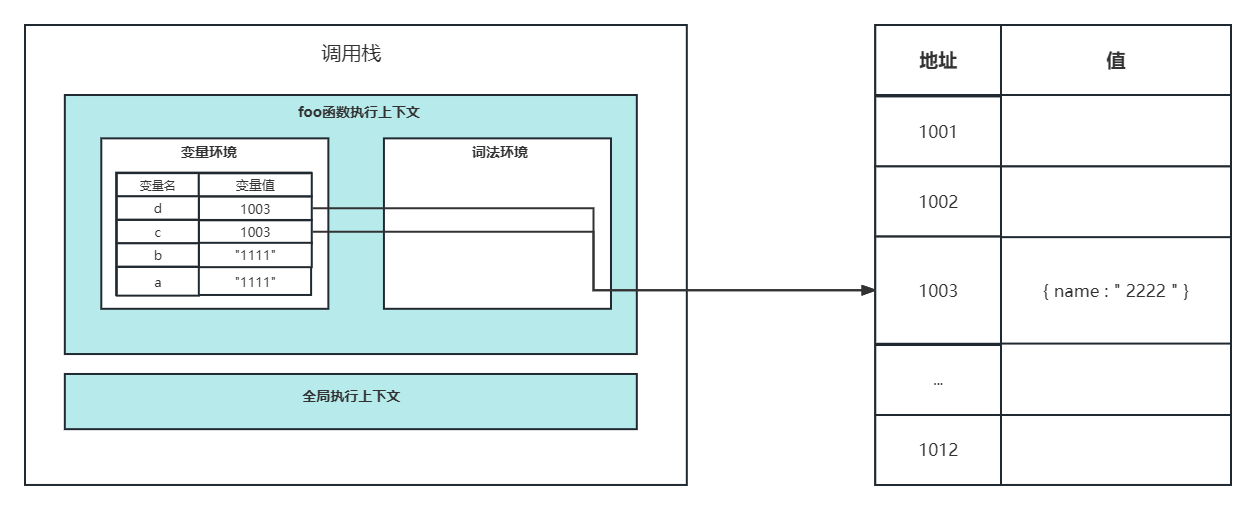 调用栈
foo函数执行上下文
变量环境
变量名 变量值
d 1003
c 1003
b "1111"
a "1111"
词法环境
全局执行上下文
地址 值
1001
1002
1003 { name : " 2222 " }
...
1012